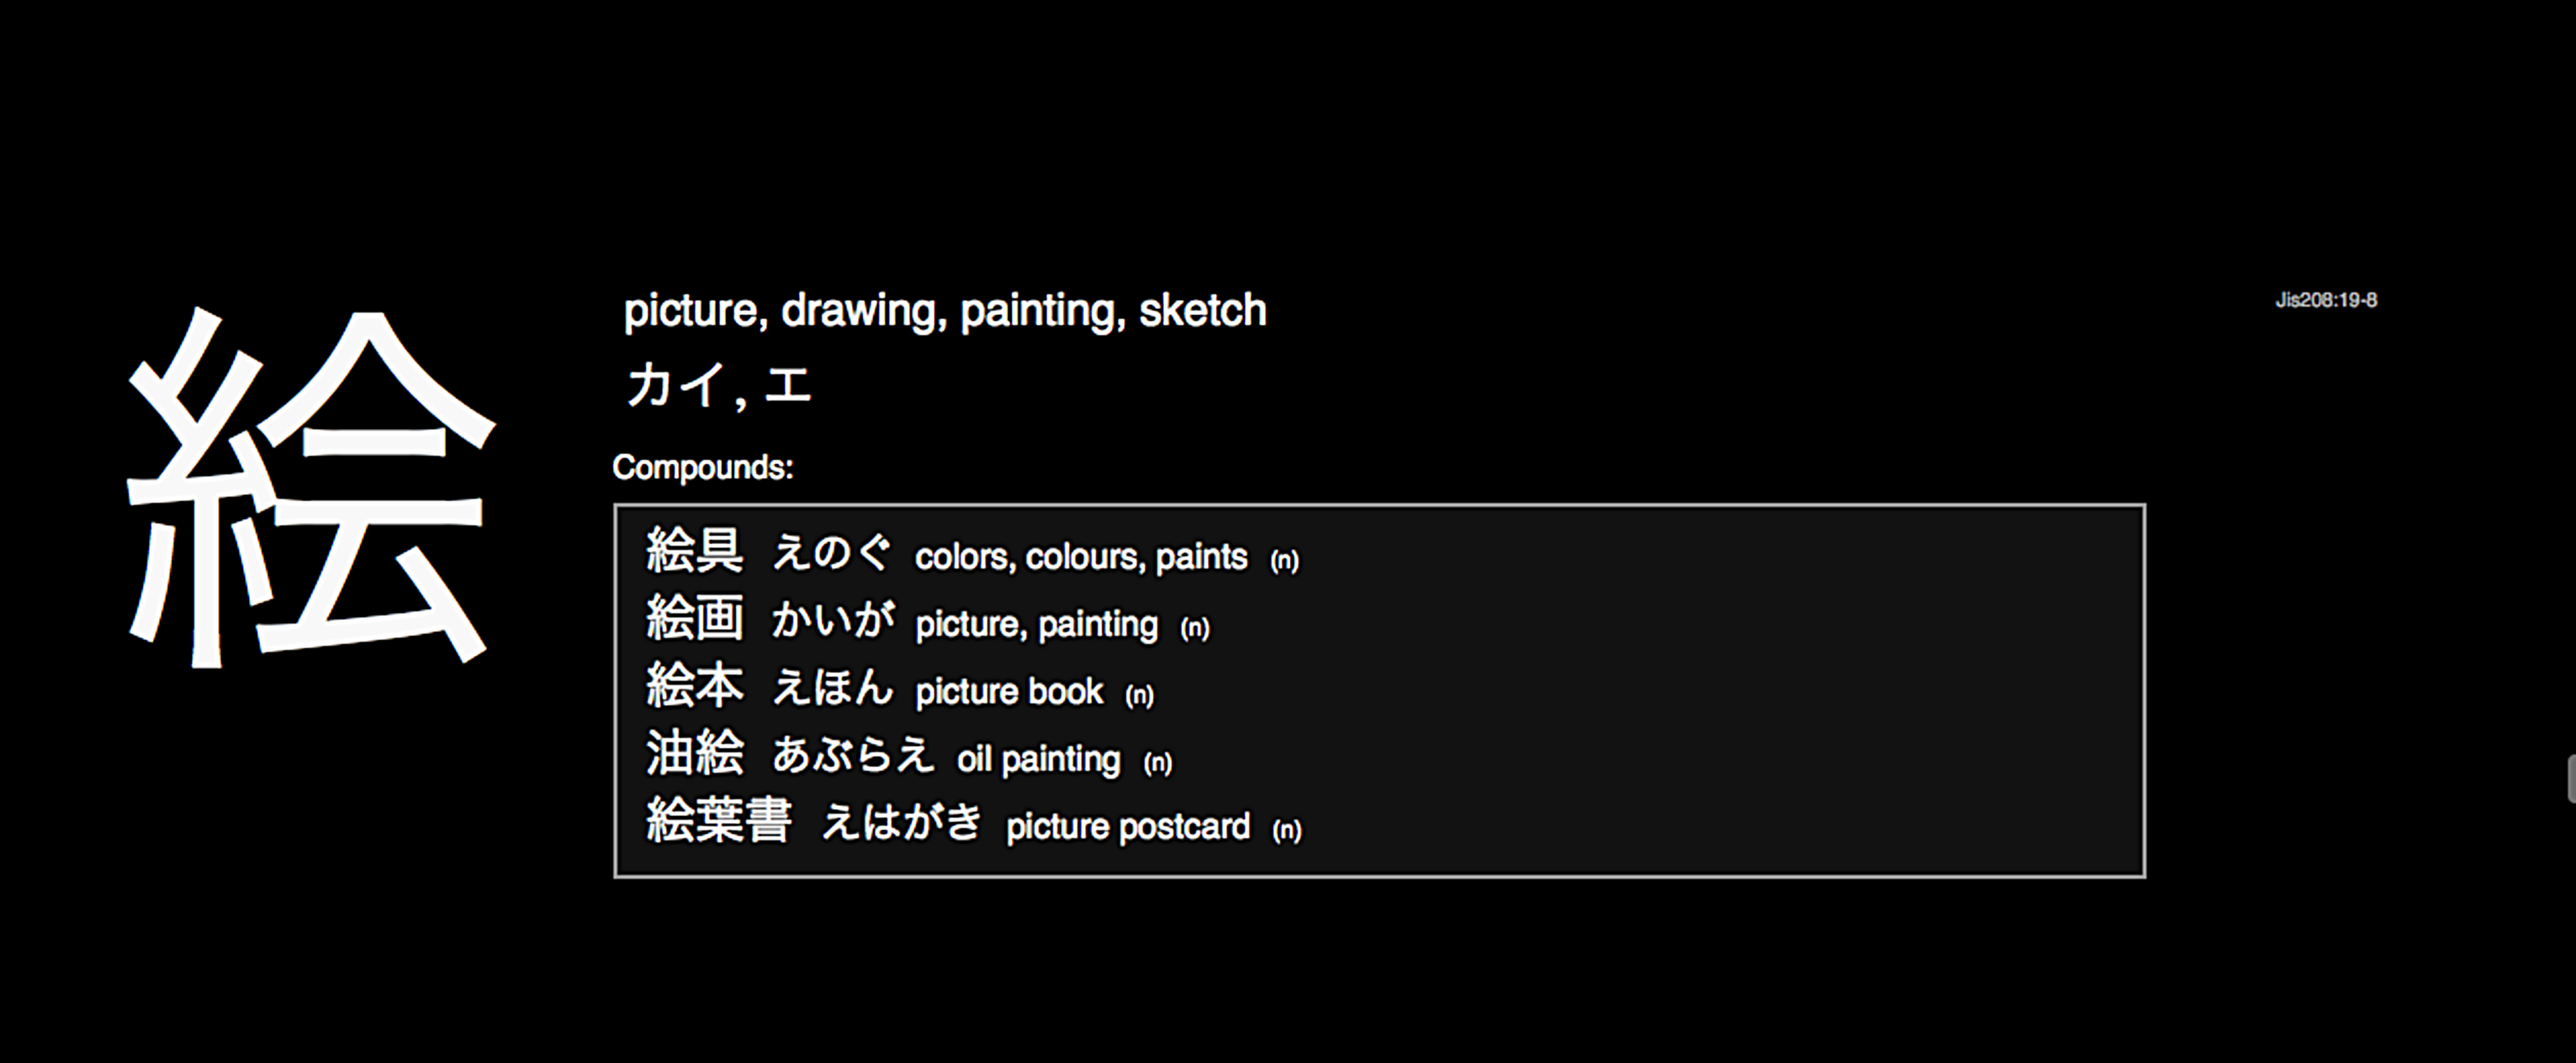 絵
picture, drawing, painting, sketch
Jis208:19-8
カイ, エ
Compounds:
絵具 えのぐ colors, colours, paints (n)
絵画 かいが picture, painting (n)
絵本 えほん picture book (n)
油絵 あぶらえ oil painting (n)
絵葉書 えはがき picture postcard (n)